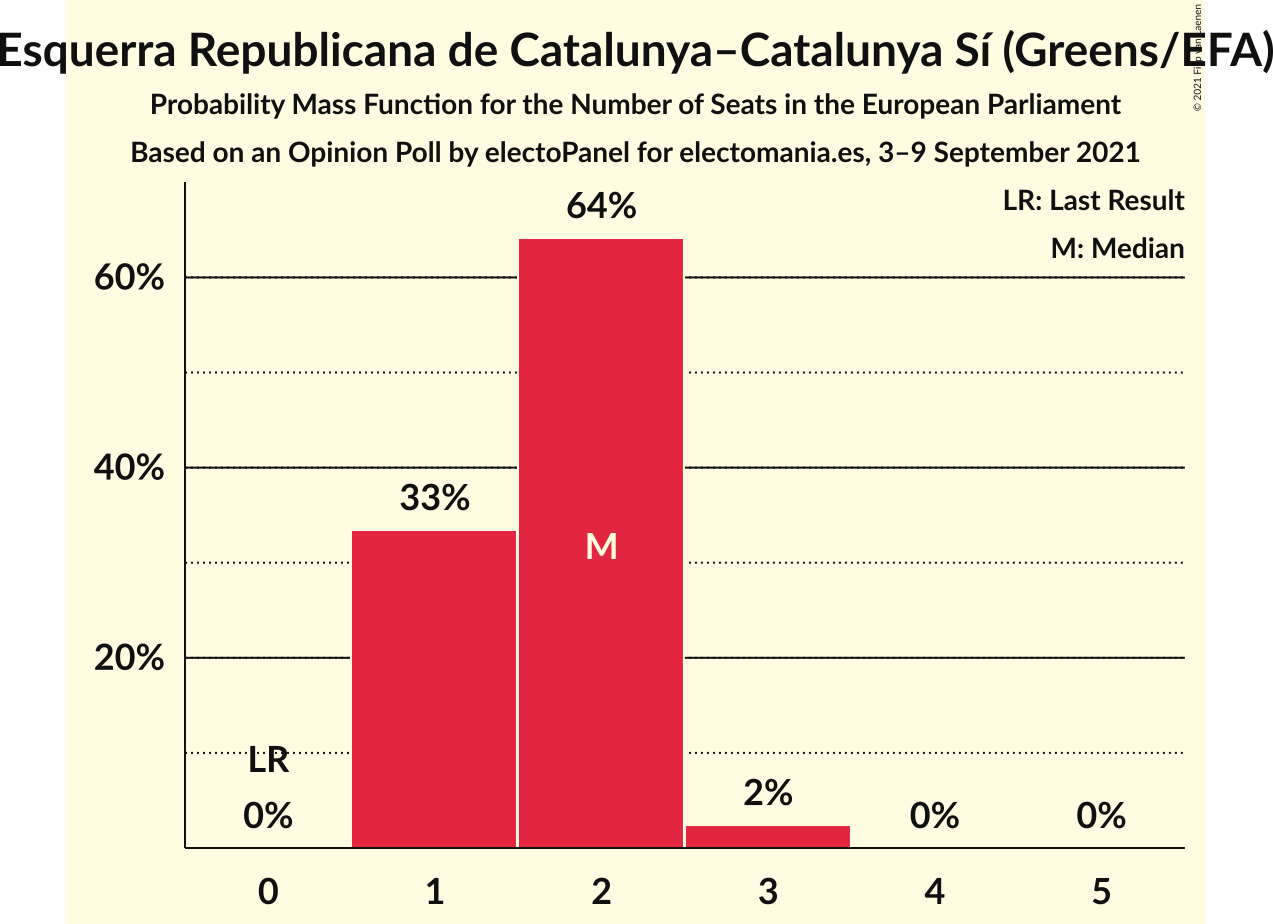 Esquerra Republicana de Catalunya–Catalunya Sí (Greens/EFA)
Probability Mass Function for the Number of Seats in the European Parliament
Based on an Opinion Poll by electoPanel for electomania.es, 3–9 September 2021
LR: Last Result
M: Median
64%
60%
40%
33%
M
20%
LR
0%
2%
0%
0%
0 1 2 3 4 5
© 2021